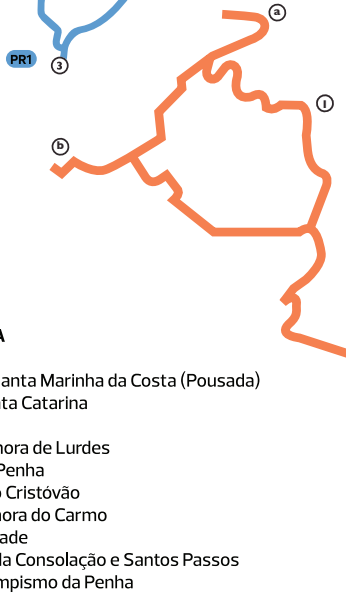 a
PR1
3
1
b
A
anta Marinha da Costa (Pousada)
ta Catarina
nora de Lurdes
Penha
o Cristóvão
nora do Carmo
ade
la Consolação e Santos Passos
mpismo da Penha